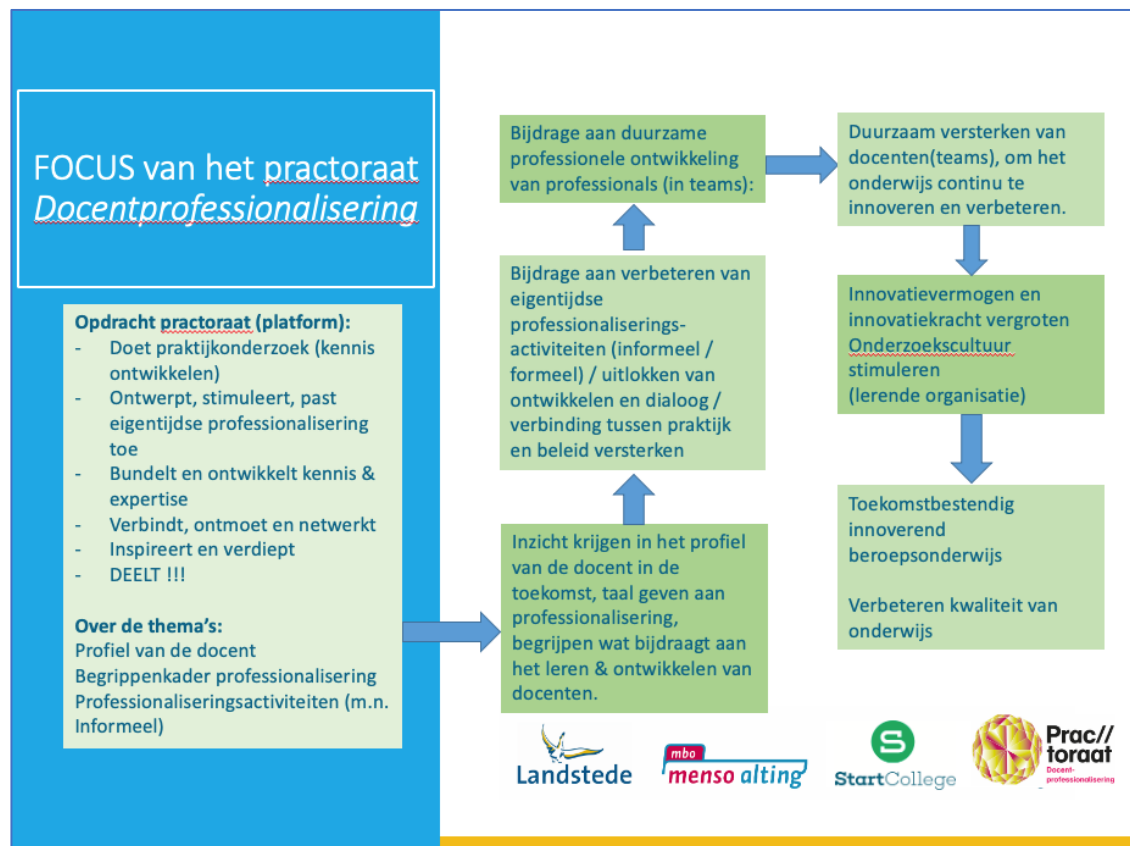 FOCUS van het practoraat
Docentprofessionalisering
Opdracht practoraat (platform):
- Doet praktijkonderzoek (kennis
ontwikkelen)
- Ontwerpt, stimuleert, past
eigentijdse professionalisering
toe
- Bundelt en ontwikkelt kennis &
expertise
- Verbindt, ontmoet en netwerkt
- Inspireert en verdiept
- DEELT !!!
Over de thema's:
Profiel van de docent
Begrippenkader professionalisering
Professionaliseringsactiviteiten (m.n.
Informeel)
Inzicht krijgen in het profiel
van de docent in de
toekomst, taal geven aan
professionalisering,
begrijpen wat bijdraagt aan
het leren & ontwikkelen van
docenten.
Bijdrage aan verbeteren van
eigentijdse
professionaliserings-
activiteiten (informeel /
formeel) / uitlokken van
ontwikkelen en dialoog /
verbinding tussen praktijk
en beleid versterken
Bijdrage aan duurzame
professionele ontwikkeling
van professionals (in teams):
Duurzaam versterken van
docenten(teams), om het
onderwijs continu te
innoveren en verbeteren.
Innovatievermogen en
innovatiekracht vergroten
Onderzoekscultuur
stimuleren
(lerende organisatie)
Toekomstbestendig
innoverend
beroepsonderwijs
Verbeteren kwaliteit van
onderwijs
Landstede
mbo
menso alting
S
StartCollege
Prac//
toraat
Docent-
professionalisering